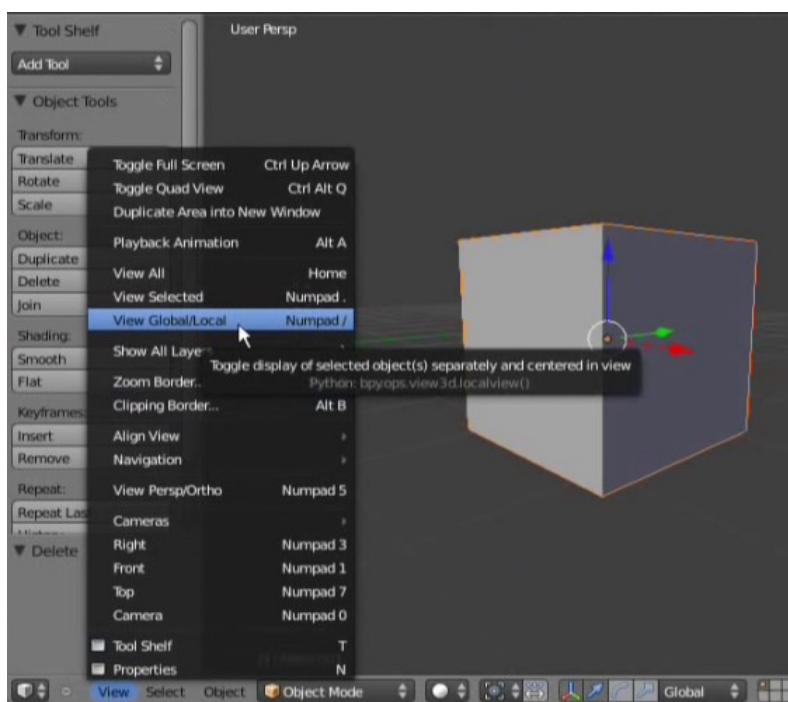 Tool Shelf
User Persp
Add Tool
Object Tools
Transform:
Translate
Rotate
Scale
Object:
Duplicate
Delete
Join
Shading:
Smooth
Flat
Keyframes:
Insert
Remove
Repeat:
Repeat Las
Delete
Toggle Full Screen Ctrl Up Arrow
Toggle Quad View Ctrl Alt Q
Duplicate Area into New Window
Playback Animation Alt A
View All Home
View Selected Numpad .
View Global/Local Numpad /
Show All Layer
Toggle display of selected object(s) separately and centered in view
Python: bpyops.view3d.localview()
Zoom Border..
Clipping Border... Alt B
Align View
Navigation
View Persp/Ortho Numpad 5
Cameras
Right Numpad 3
Front Numpad 1
Top Numpad 7
Camera Numpad 0
Tool Shelf T
Properties N
View Select Object Object Mode Global